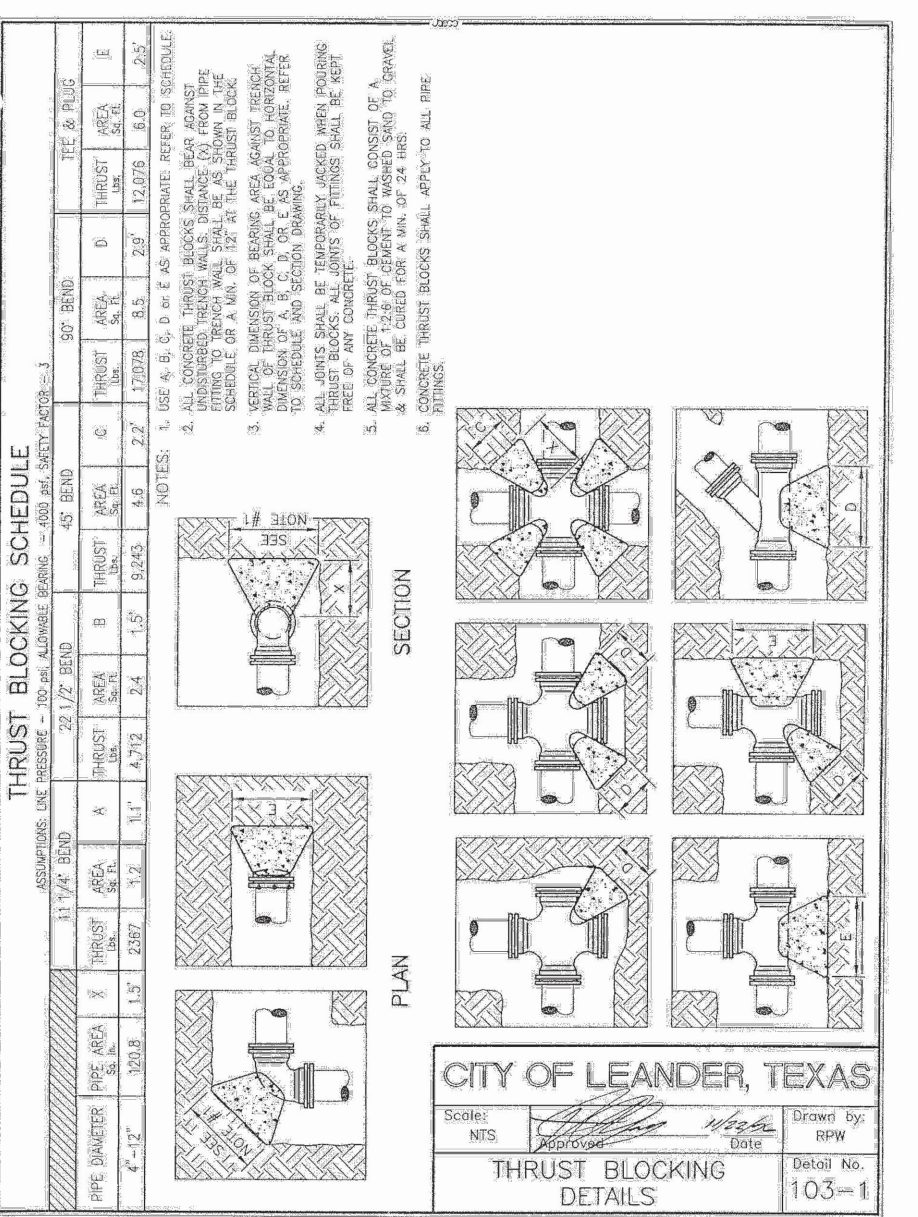 THRUST BLOCKING SCHEDULE
ASSUMPTIONS: LINE PRESSURE - 100 psi, ALLOWABLE BEARING - 4000 psf, SAFETY FACTOR - 3
11 1/4° BEND 22 1/2° BEND 45° BEND 90° BEND TEE & PLUG
PIPE DIAMETER PIPE AREA Sq. In. X THRUST Lbs. AREA Sq. Ft. A THRUST Lbs. AREA Sq. Ft. B THRUST Lbs. AREA Sq. Ft. C THRUST Lbs. AREA Sq. Ft. D THRUST Lbs. AREA Sq. Ft. E
4"-12" 120.8 1.5' 2367 1.2 1.1' 4,712 2.4 1.5' 9,243 4.6 2.2' 17,078 8.5 2.9' 12,076 6.0 2.5'
NOTES:
1. USE A, B, C, D or E AS APPROPRIATE. REFER TO SCHEDULE.
2. ALL CONCRETE THRUST BLOCKS SHALL BEAR AGAINST
UNDISTURBED TRENCH WALLS. DISTANCE (X) FROM PIPE
FITTING TO TRENCH WALL SHALL BE AS SHOWN IN THE
SCHEDULE OR A MIN. OF 12" AT THE THRUST BLOCK.
3. VERTICAL DIMENSION OF BEARING AREA AGAINST TRENCH
WALL OF THRUST BLOCK SHALL BE EQUAL TO HORIZONTAL
DIMENSION OF A, B, C, D, OR E AS APPROPRIATE. REFER
TO SCHEDULE AND SECTION DRAWING.
4. ALL JOINTS SHALL BE TEMPORARILY JACKED WHEN POURING
THRUST BLOCKS. ALL JOINTS OF FITTINGS SHALL BE KEPT
FREE OF ANY CONCRETE.
5. ALL CONCRETE THRUST BLOCKS SHALL CONSIST OF A
MIXTURE OF 1:2:6 OF CEMENT TO WASHED SAND TO GRAVEL
& SHALL BE CURED FOR A MIN. OF 24 HRS.
6. CONCRETE THRUST BLOCKS SHALL APPLY TO ALL PIPE
FITTINGS.
SEE
NOTE #1
E
SEE
NOTE #1
X
PLAN
SECTION
D
D
D
C
X
E
D
E
D
CITY OF LEANDER, TEXAS
Scale:
NTS
Approved
Date
Drawn by:
RPW
THRUST BLOCKING
DETAILS
Detail No.
103-1